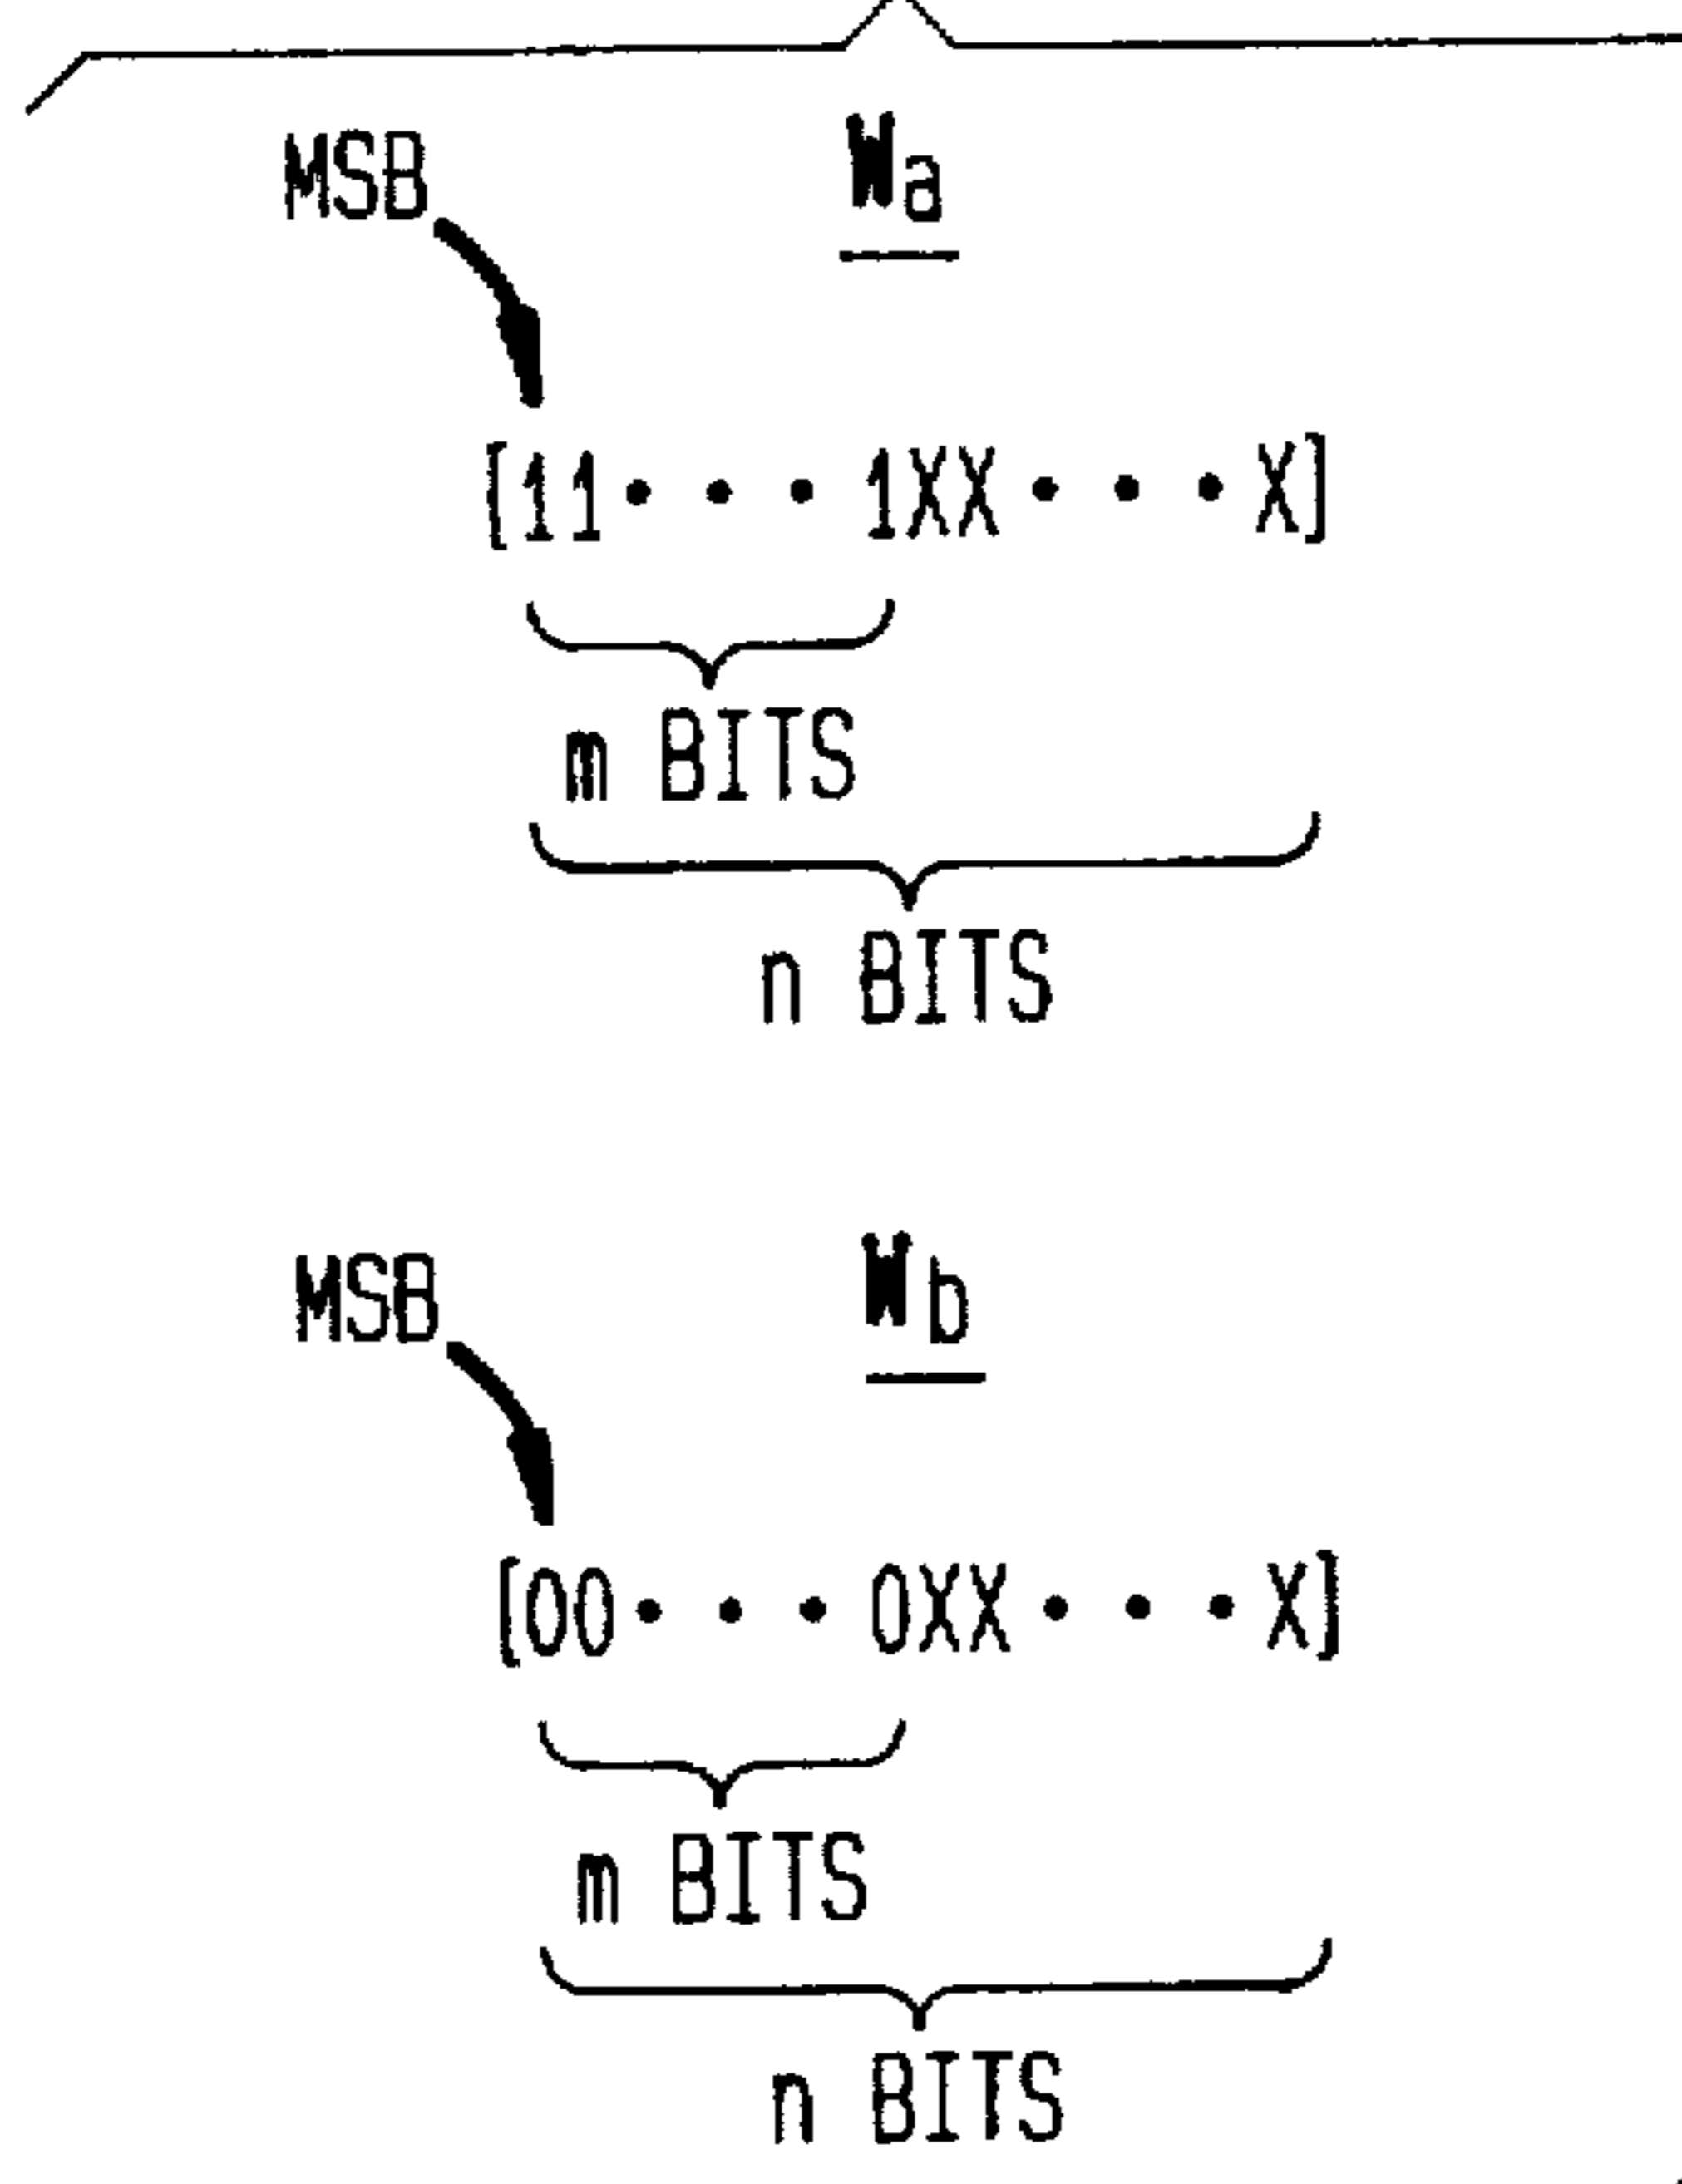 MSB
Wa
[11• • • 1XX• • • X]
m BITS
n BITS
MSB
Wb
[00• • • 0XX• • • X]
m BITS
n BITS